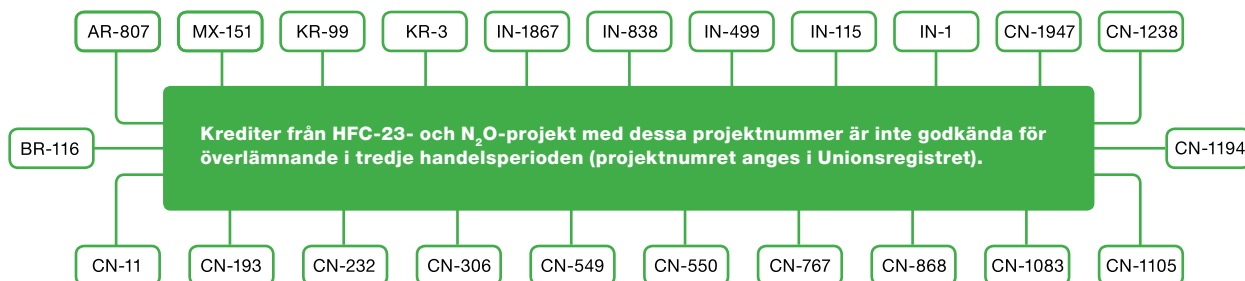 AR-807
MX-151
KR-99
KR-3
IN-1867
IN-838
IN-499
IN-115
IN-1
CN-1947
CN-1238
Krediter från HFC-23- och N₂O-projekt med dessa projektnummer är inte godkända för
överlämnande i tredje handelsperioden (projektnumret anges i Unionsregistret).
BR-116
CN-1194
CN-11
CN-193
CN-232
CN-306
CN-549
CN-550
CN-767
CN-868
CN-1083
CN-1105